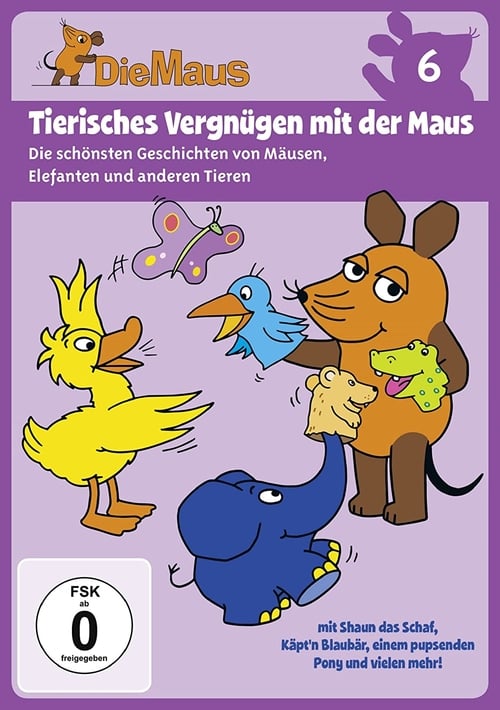 DieMaus
6
Tierisches Vergnügen mit der Maus
Die schönsten Geschichten von Mäusen,
Elefanten und anderen Tieren
FSK
ab
0
freigegeben
mit Shaun das Schaf,
Käpt'n Blaubär, einem pupsenden
Pony und vielen mehr!